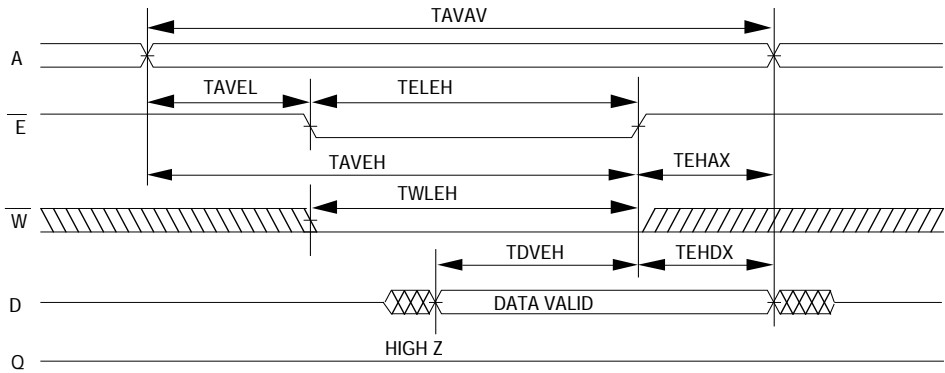 TAVAV
A
TAVEL
TELEH
E
TAVEH
TEHAX
TWLEH
W
TDVEH
TEHDX
D
DATA VALID
HIGH Z
Q